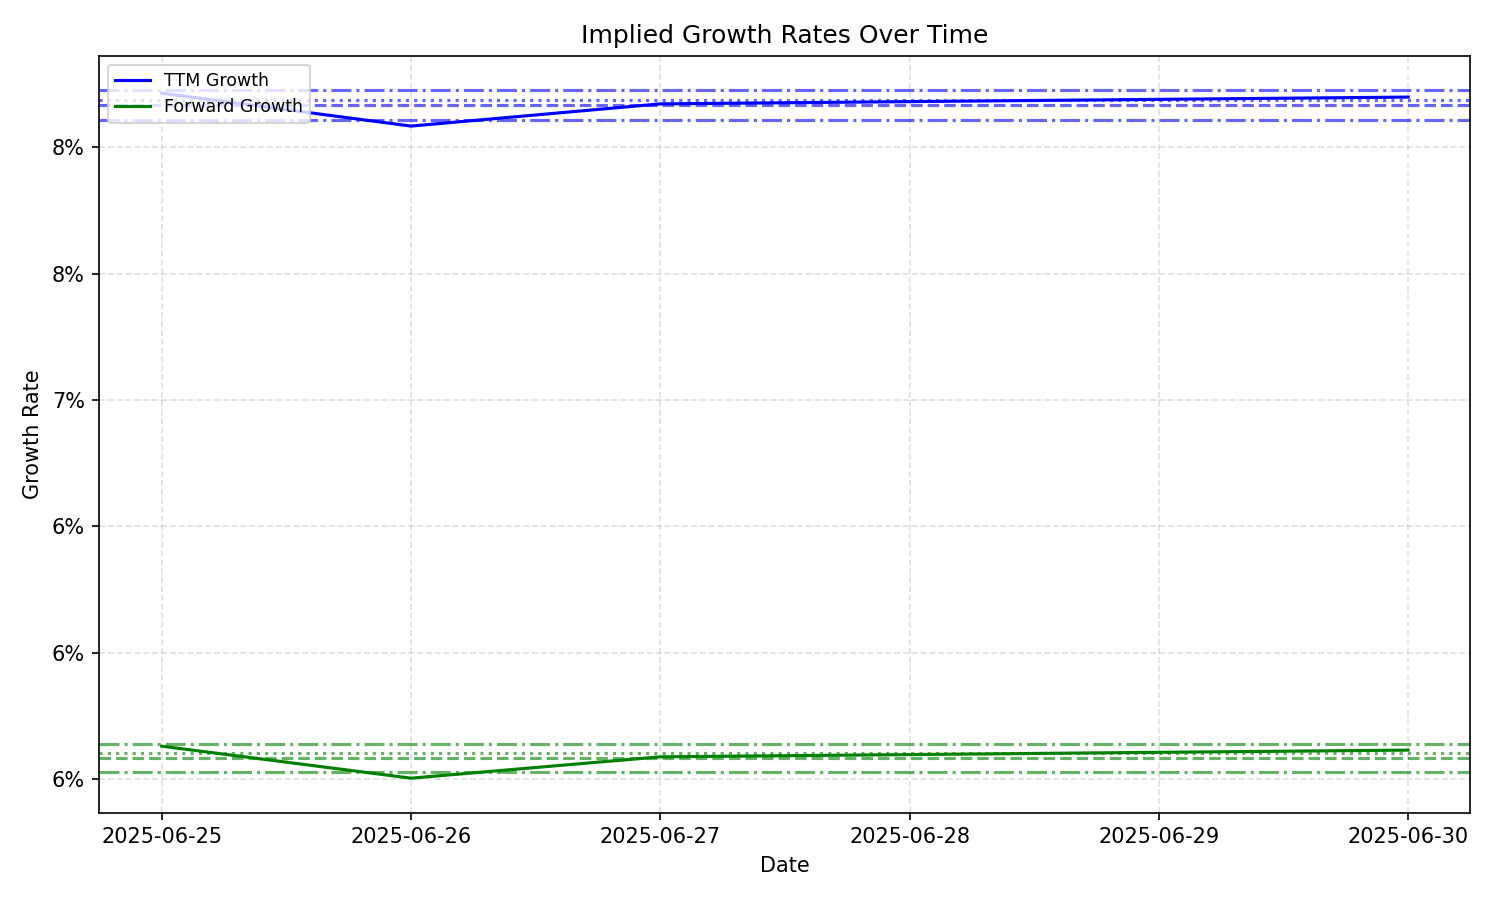 Implied Growth Rates Over Time
TTM Growth
Forward Growth
8%
8%
7%
6%
6%
6%
Growth Rate
2025-06-25
2025-06-26
2025-06-27
2025-06-28
2025-06-29
2025-06-30
Date